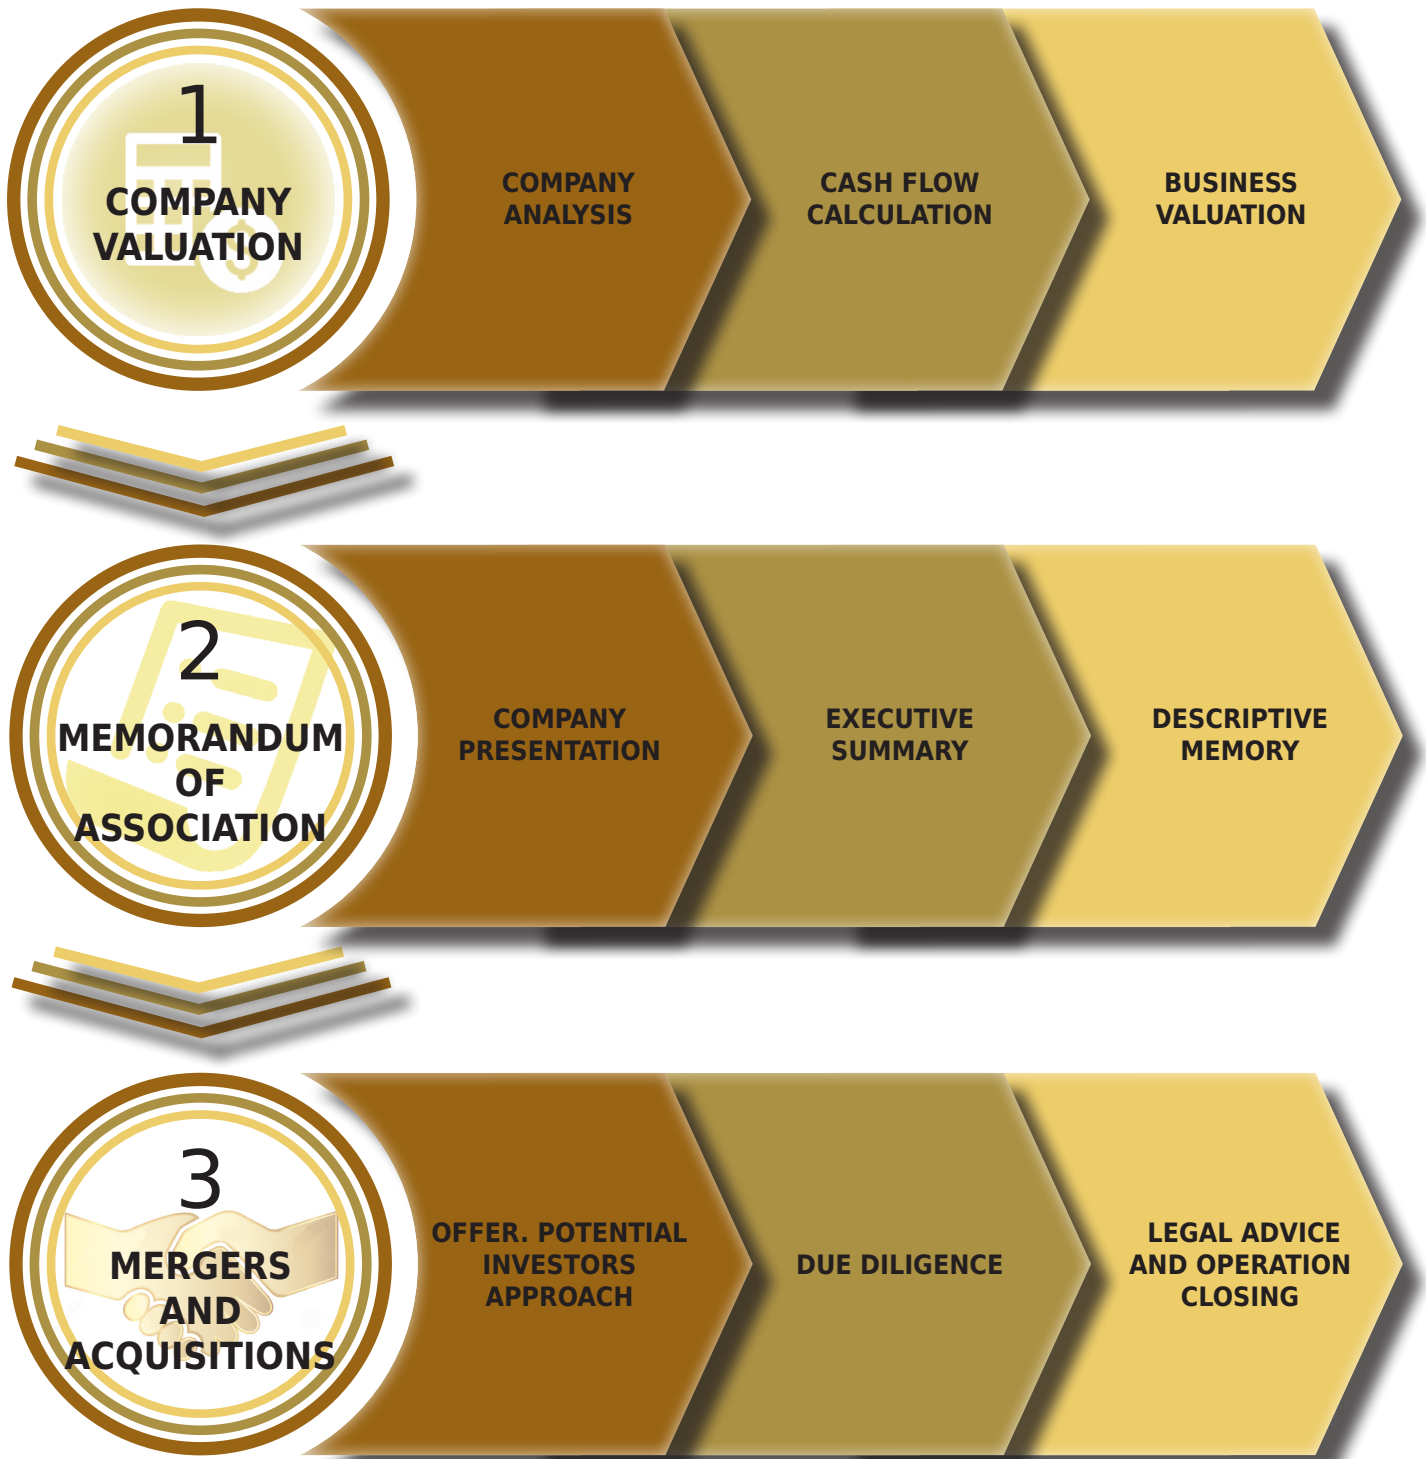 1
COMPANY
VALUATION
COMPANY
ANALYSIS
CASH FLOW
CALCULATION
BUSINESS
VALUATION
2
MEMORANDUM
OF
ASSOCIATION
COMPANY
PRESENTATION
EXECUTIVE
SUMMARY
DESCRIPTIVE
MEMORY
3
MERGERS
AND
ACQUISITIONS
OFFER. POTENTIAL
INVESTORS
APPROACH
DUE DILIGENCE
LEGAL ADVICE
AND OPERATION
CLOSING